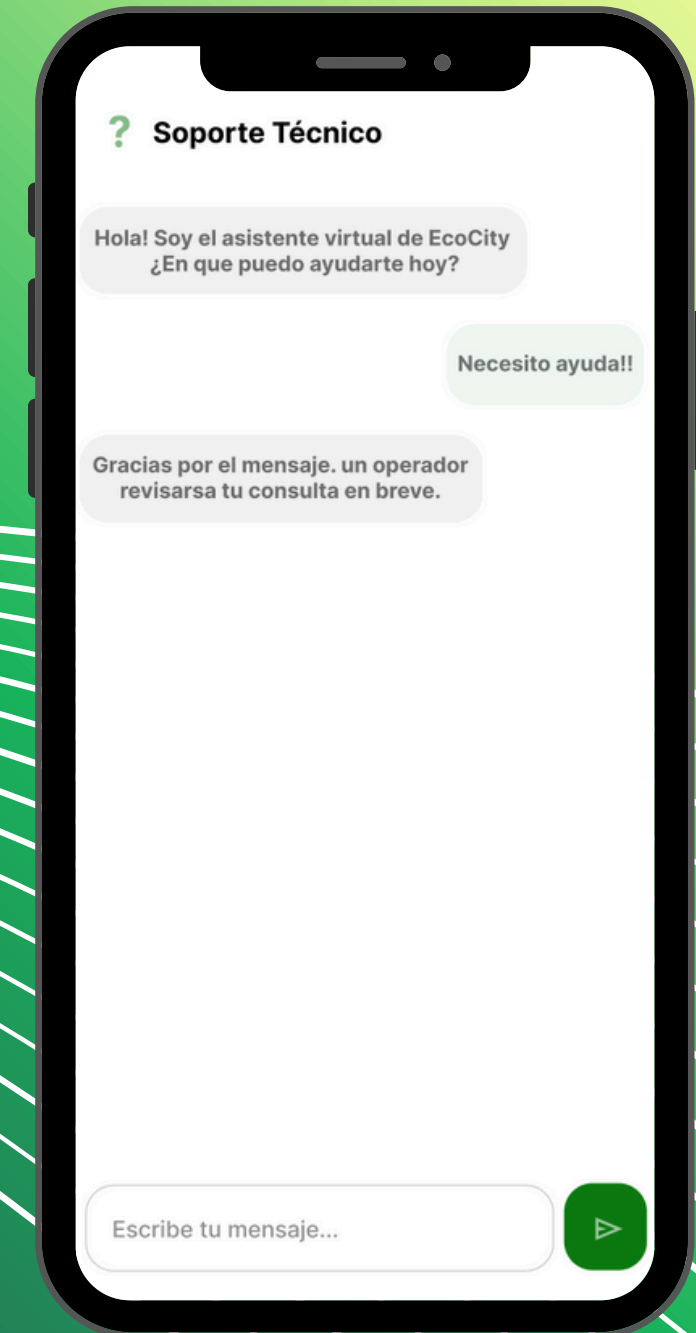 ? Soporte Técnico
Hola! Soy el asistente virtual de EcoCity
¿En que puedo ayudarte hoy?
Necesito ayuda!!
Gracias por el mensaje. un operador
revisarsa tu consulta en breve.
Escribe tu mensaje...